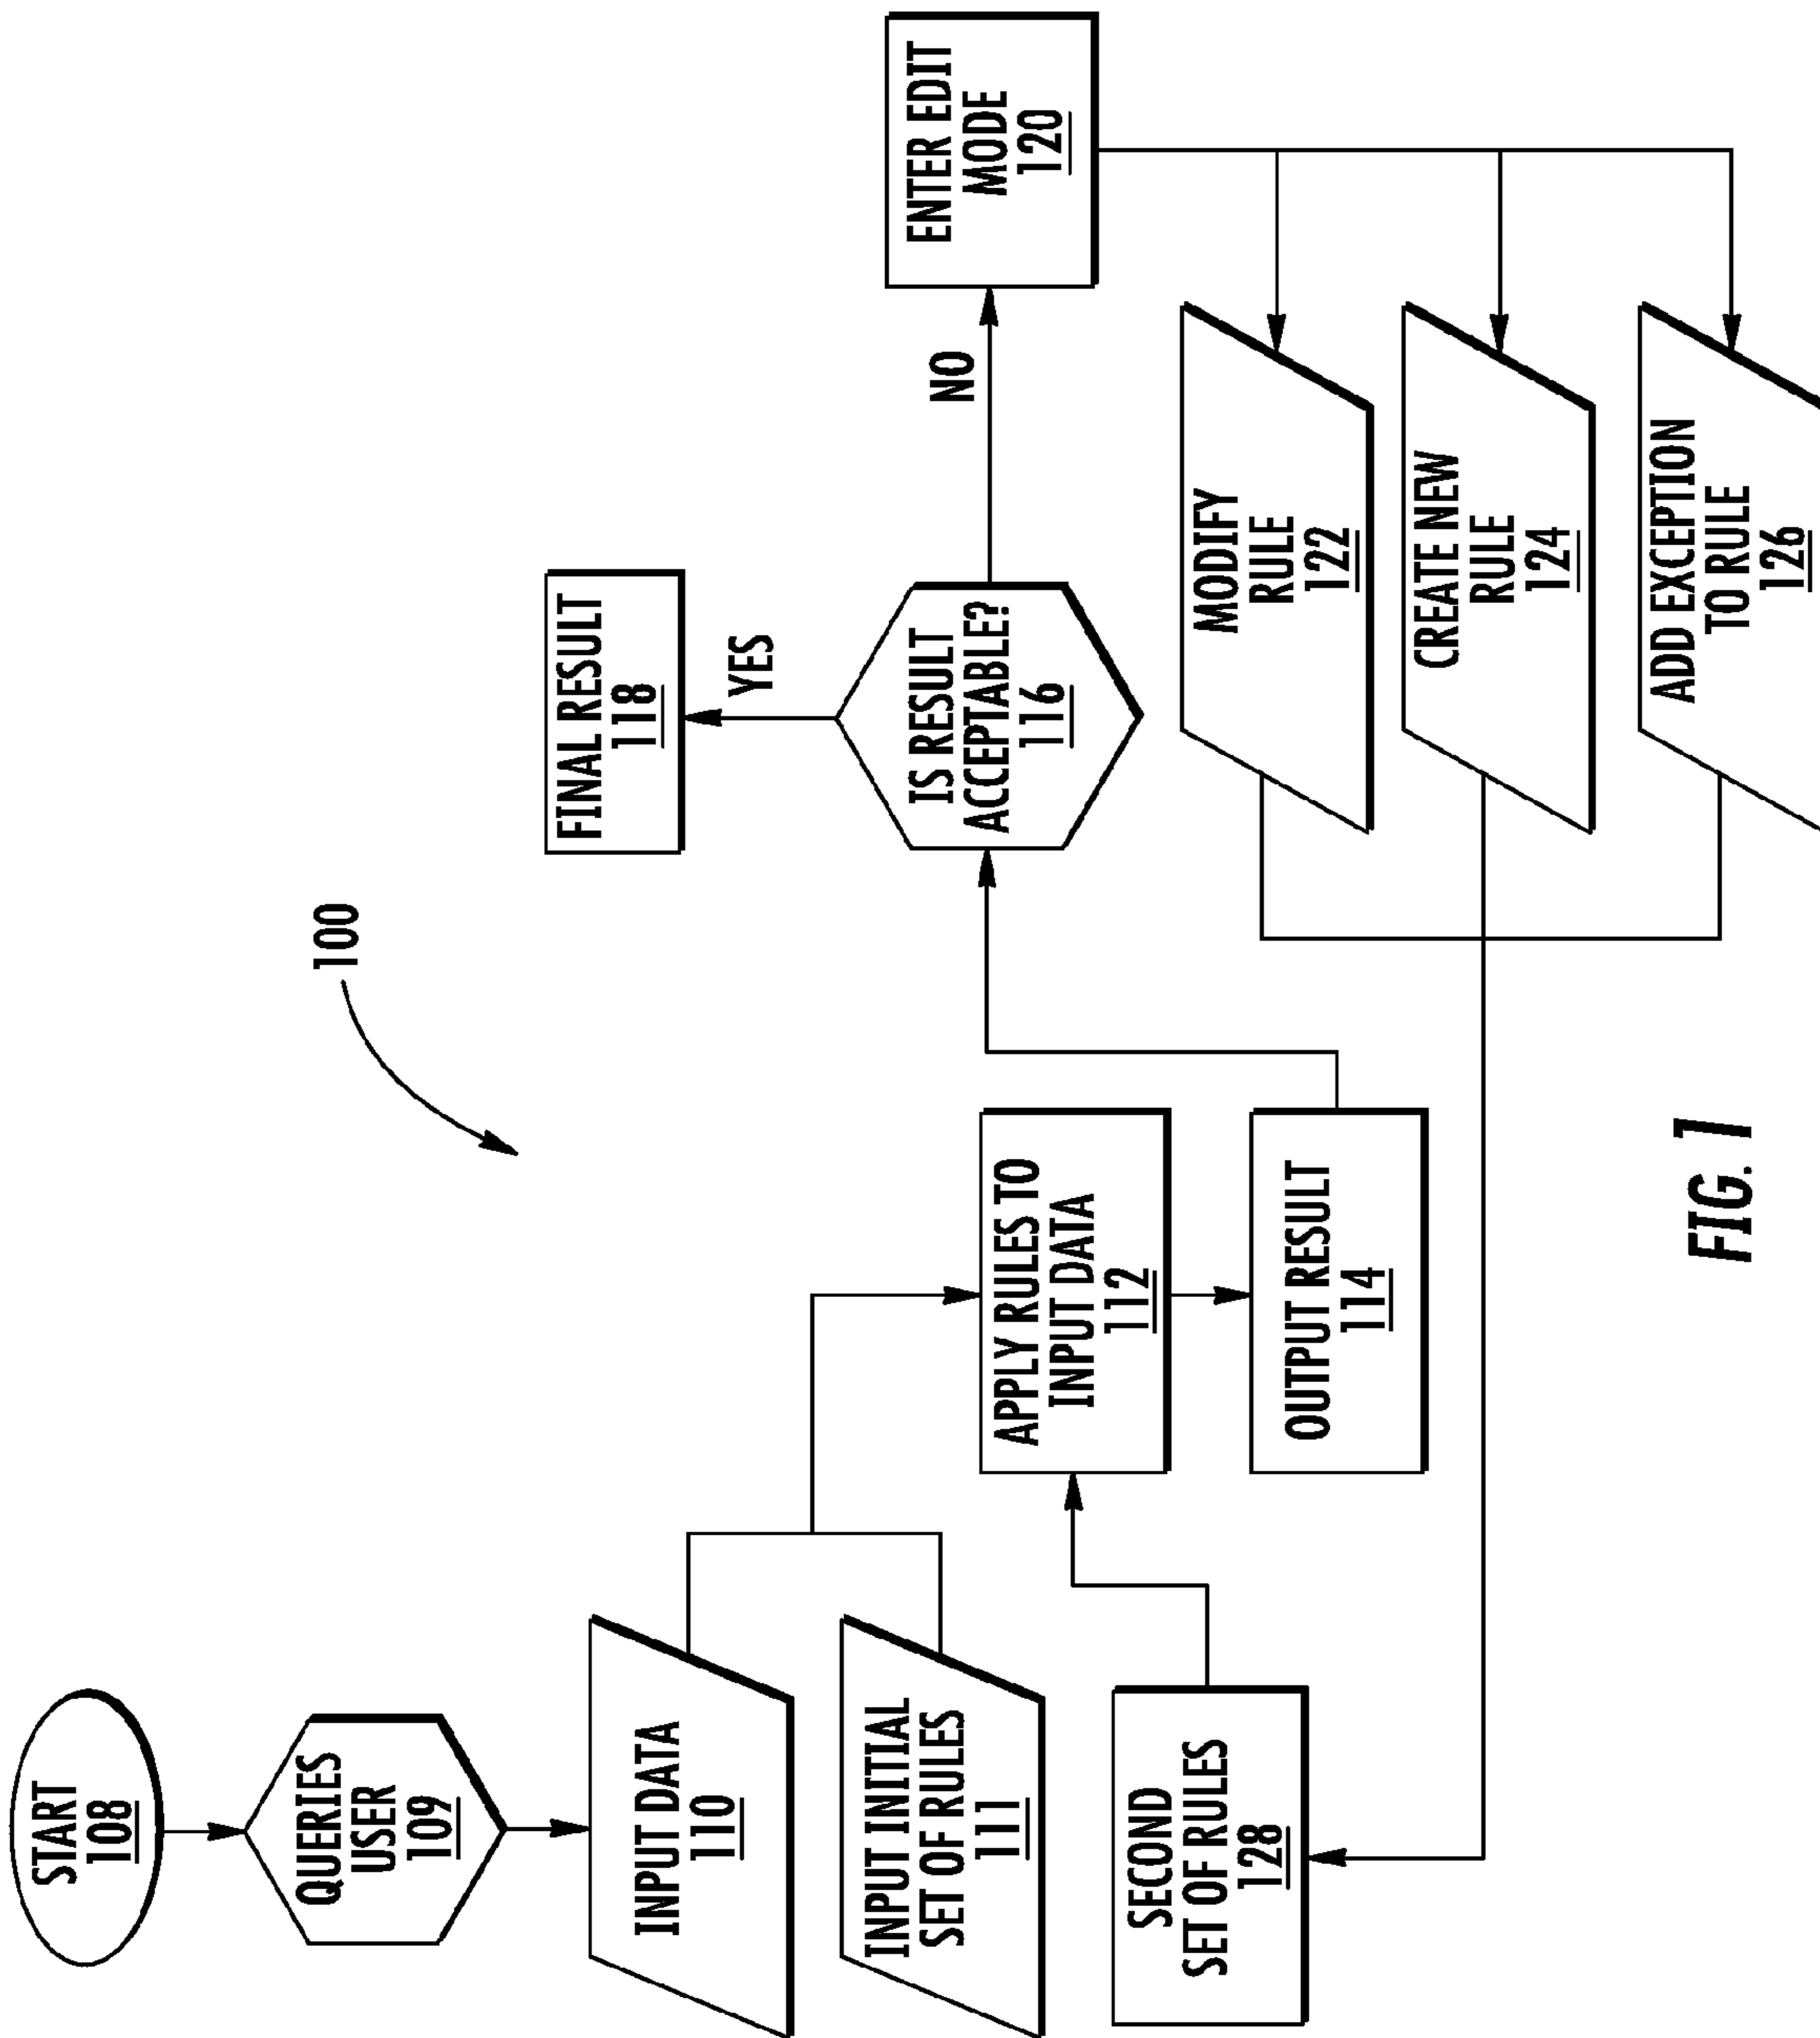 100
START
108
QUERIES
USER
109
INPUT DATA
110
INPUT INITIAL
SET OF RULES
111
SECOND
SET OF RULES
128
APPLY RULES TO
INPUT DATA
112
OUTPUT RESULT
114
FINAL RESULT
118
YES
IS RESULT
ACCEPTABLE?
116
NO
ENTER EDIT
MODE
120
MODIFY
RULE
122
CREATE NEW
RULE
124
ADD EXCEPTION
TO RULE
126
FIG. 1